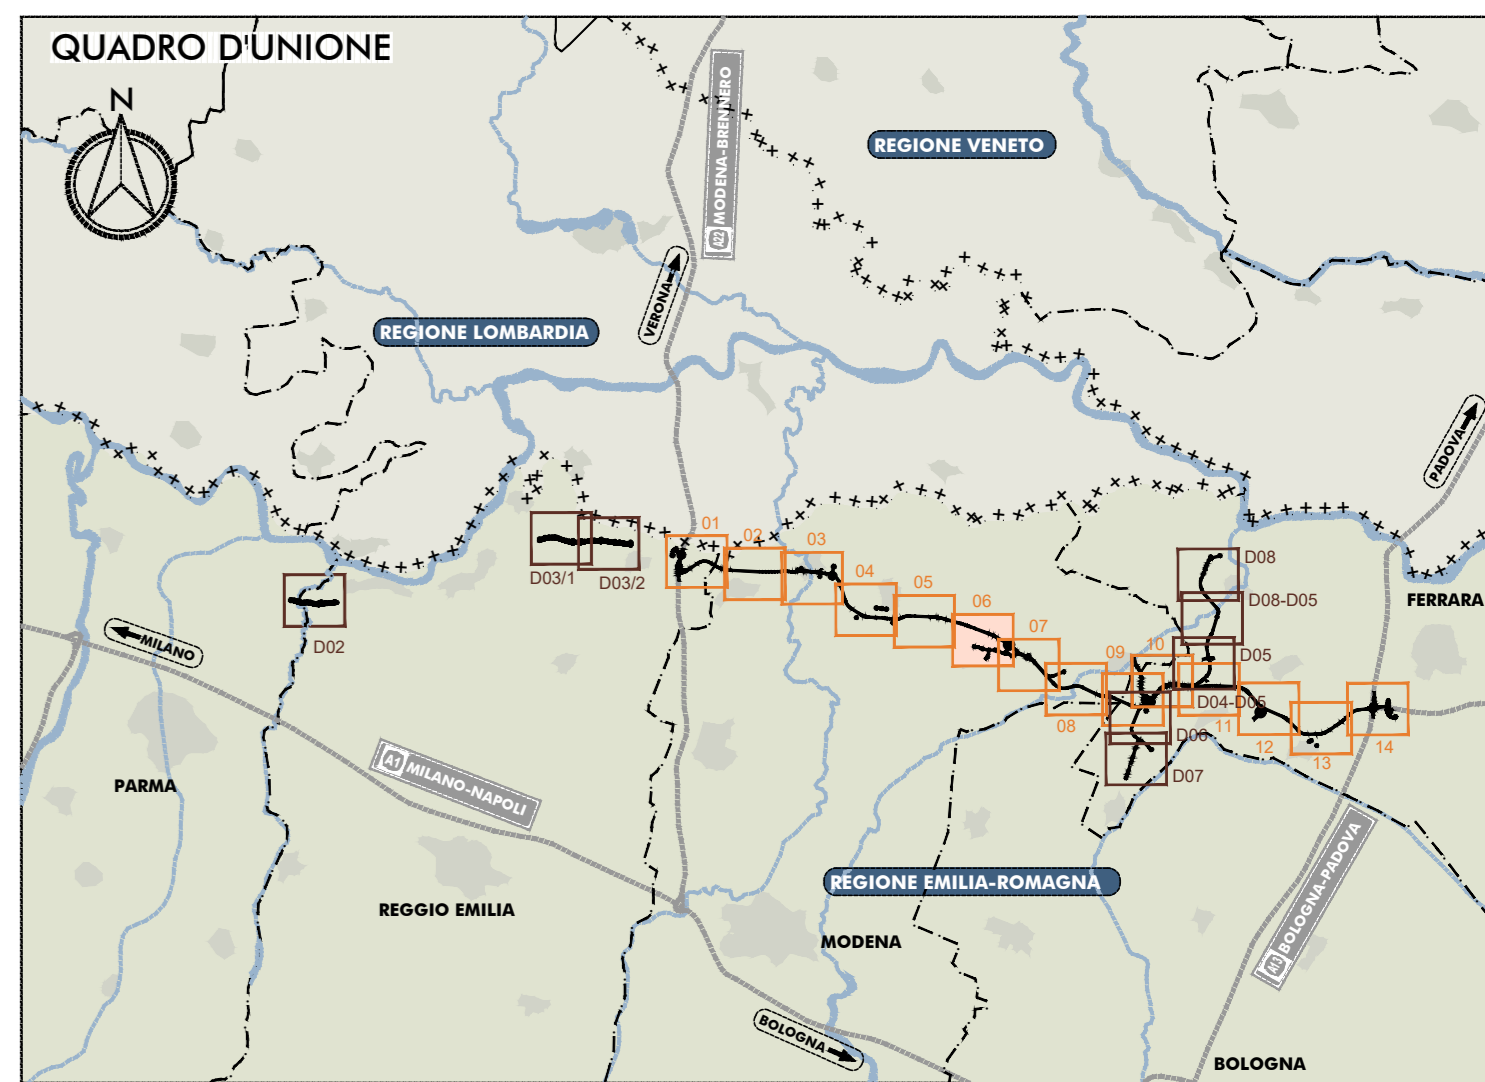 QUADRO D'UNIONE
N
A22 MODENA-BRENNERO
REGIONE VENETO
VERONA
REGIONE LOMBARDIA
PADOVA
01
02
03
04
05
06
07
08
09
10
11
12
13
14
D03/1
D03/2
D02
D08
D08-D05
D05
D04-D05
D06
D07
FERRARA
MILANO
PARMA
A1 MILANO-NAPOLI
REGIONE EMILIA-ROMAGNA
REGGIO EMILIA
MODENA
A13 BOLOGNA-PADOVA
BOLOGNA
BOLOGNA